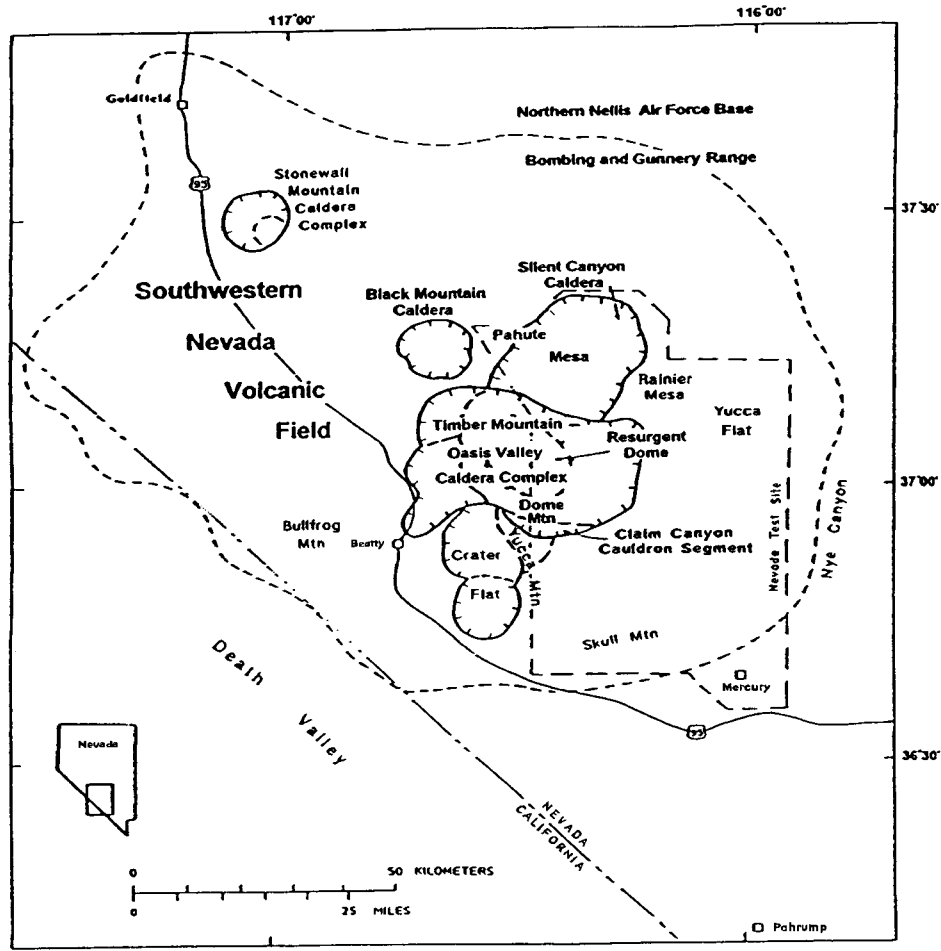 117°00'
116°00'
Goldfield
Northern Nellis Air Force Base
Bombing and Gunnery Range
95
Stonewall
Mountain
Caldera
Complex
37°30'
Silent Canyon
Caldera
Southwestern
Black Mountain
Caldera
Nevada
Pahute
Mesa
Volcanic
Rainier
Mesa
Yucca
Flat
Field
Timber Mountain
Resurgent
Dome
Oasis Valley
Caldera Complex
37°00'
Dome
Mtn
Bullfrog
Mtn
Beatty
Claim Canyon
Cauldron Segment
Nevada Test Site
Nye Canyon
Crater
Flat
Yucca Mtn
Skull Mtn
Death
Valley
Mercury
95
36°30'
Nevada
NEVADA
CALIFORNIA
0 50 KILOMETERS
0 25 MILES
Pahrump